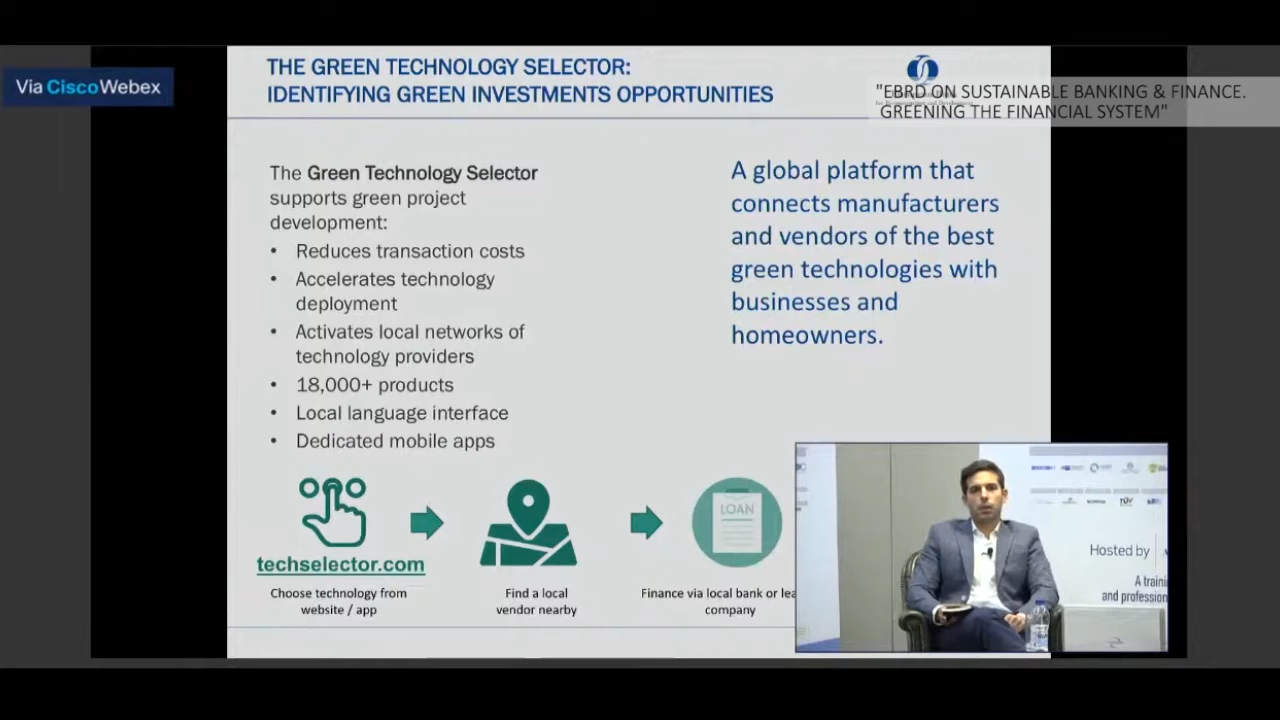 THE GREEN TECHNOLOGY SELECTOR:
IDENTIFYING GREEN INVESTMENTS OPPORTUNITIES
Via CiscoWebex
"EBRD ON SUSTAINABLE BANKING & FINANCE.
GREENING THE FINANCIAL SYSTEM"
The Green Technology Selector
supports green project
development:
• Reduces transaction costs
• Accelerates technology
deployment
• Activates local networks of
technology providers
• 18,000+ products
• Local language interface
• Dedicated mobile apps
A global platform that
connects manufacturers
and vendors of the best
green technologies with
businesses and
homeowners.
LOAN
techselector.com
Choose technology from
website / app
Find a local
vendor nearby
Finance via local bank or lea
company
Hosted by
A traini
and profession
TÜV